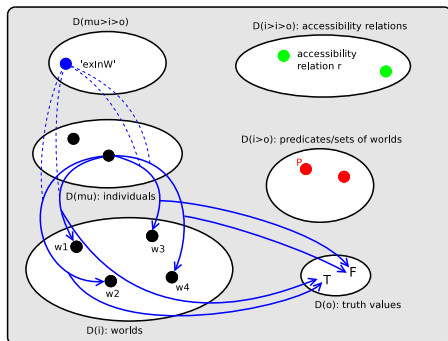 D(mu>i>o)
D(i>i>o): accessibility relations
'exInW'
accessibility
relation r
D(i>o): predicates/sets of worlds
p
D(mu): individuals
w1
w3
w2
w4
T
F
D(o): truth values
D(i): worlds